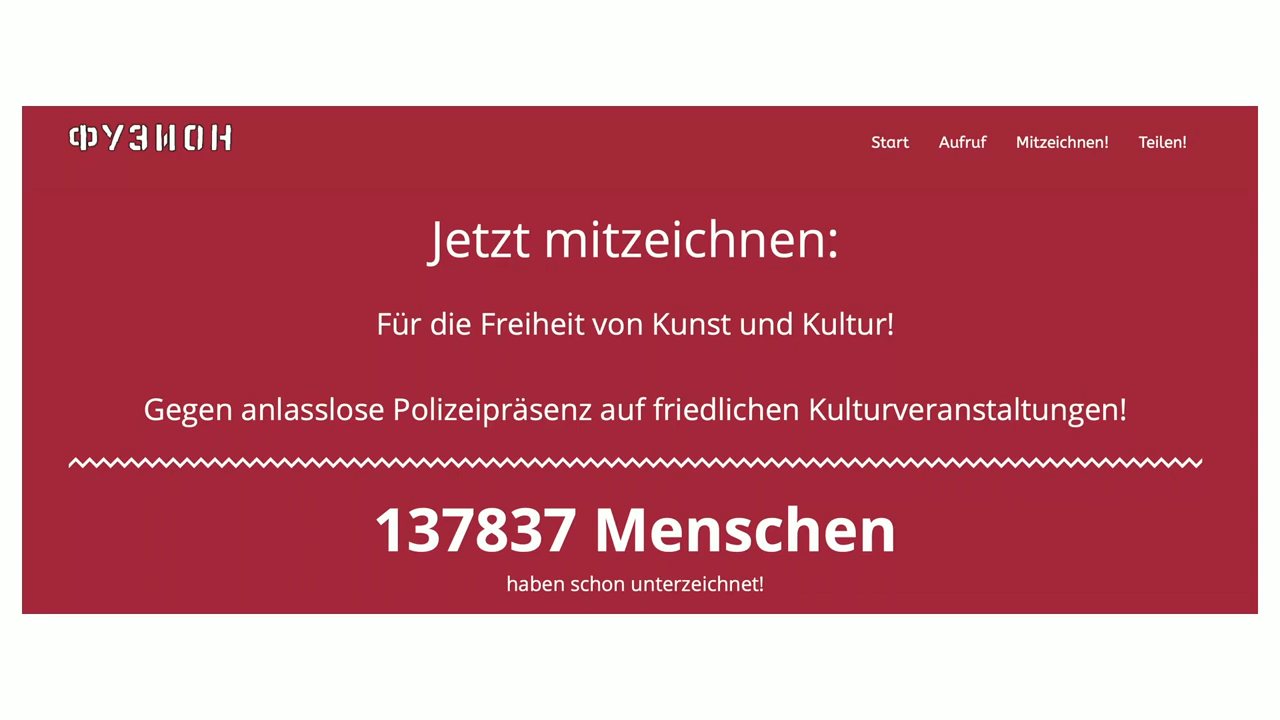 ФУЗИОН
Start Aufruf Mitzeichnen! Teilen!
Jetzt mitzeichnen:
Für die Freiheit von Kunst und Kultur!
Gegen anlasslose Polizeipräsenz auf friedlichen Kulturveranstaltungen!
137837 Menschen
haben schon unterzeichnet!